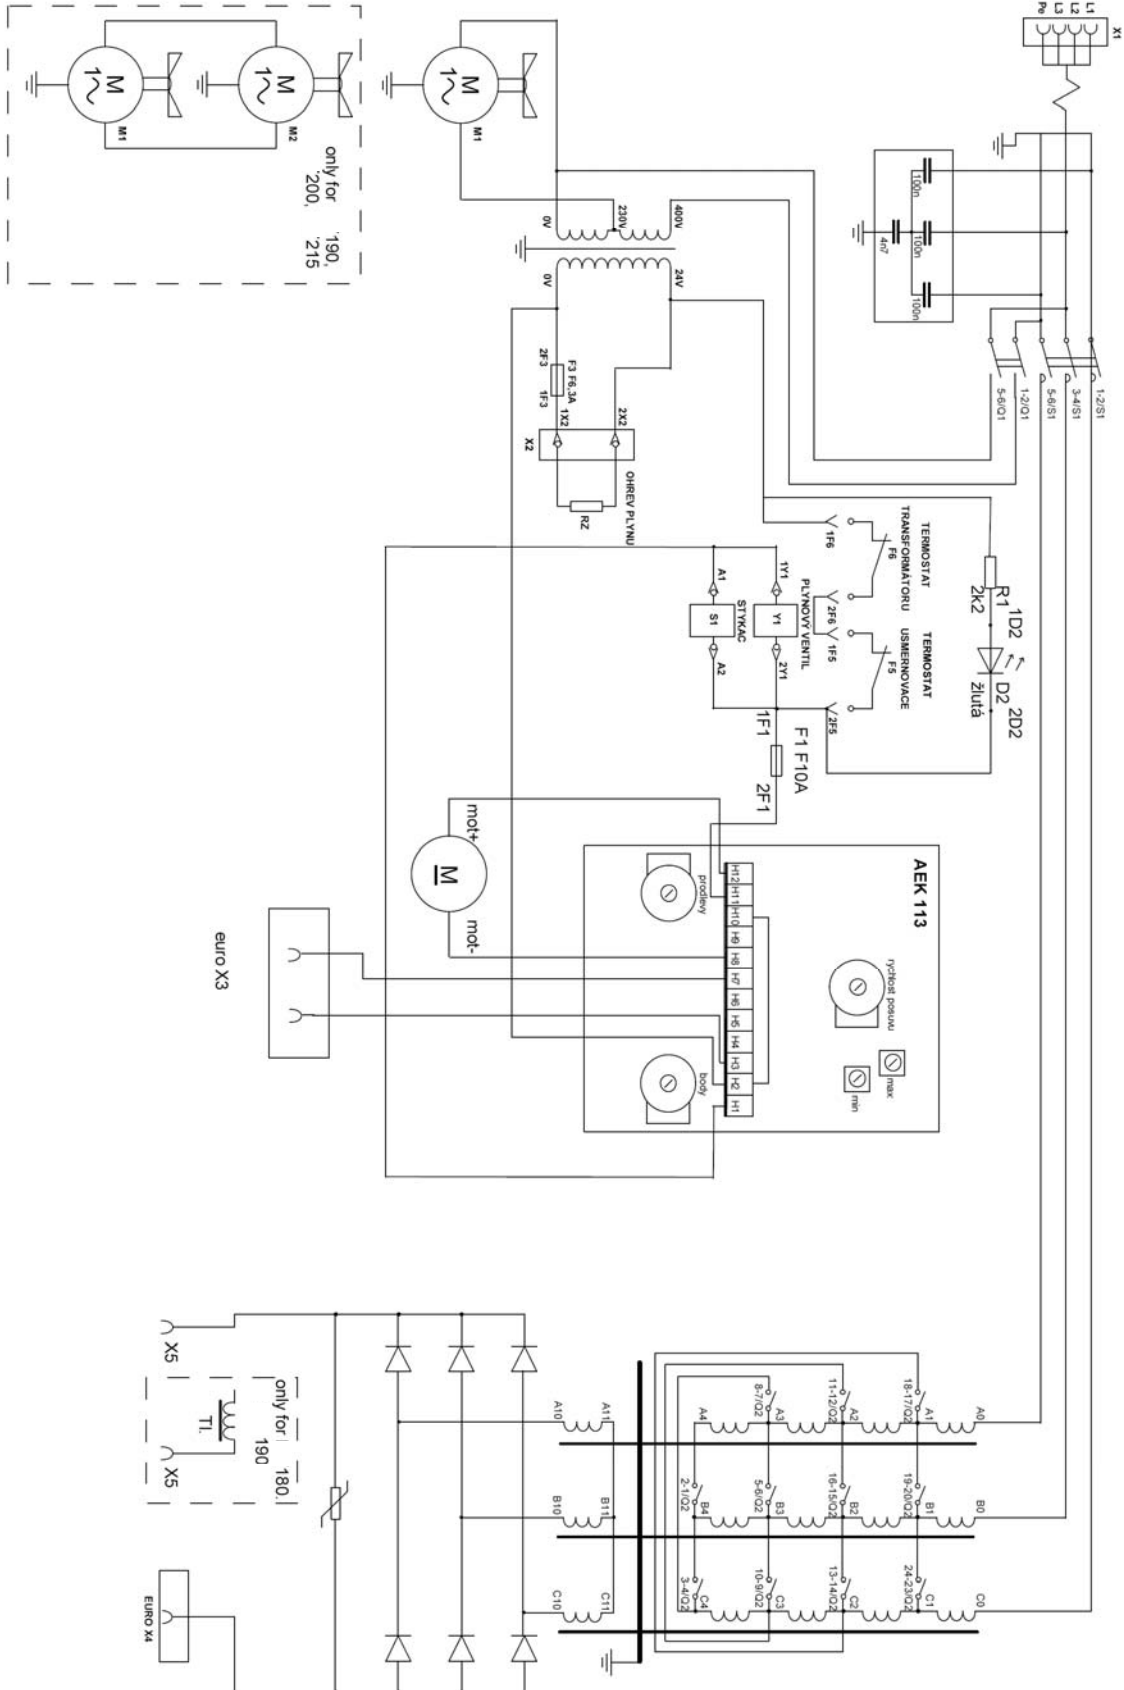 X1
L1
L2
L3
Pe
100n
100n
100n
4n7
1-2/S1
3-4/S1
5-6/S1
1-2/Q1
5-6/Q1
M
1
M1
M
1
M2
M
1
M1
only for '190,
'200, '215
0V
230V
400V
0V
24V
2F3
F3 F6,3A
1F3
1X2
2X2
X2
RZ
OHREV PLYNU
TERMOSTAT
TRANSFORMÁTORU
F6
1F6
2F6
TERMOSTAT
USMERNOVACE
F5
1F5
2F5
R1
2k2
1D2
D2
žlutá
2D2
1Y1
Y1
2Y1
PLYNOVÝ VENTIL
A1
S1
A2
STYKAC
1F1
F1 F10A
2F1
AEK 113
prodlevy
rychlost posuvu
max
min
body
H12
H11
H10
H9
H8
H7
H6
H5
H4
H3
H2
H1
mot+
M
mot-
euro X3
A0
A1
A2
A3
A4
18-17/Q2
11-12/Q2
8-7/Q2
B0
B1
B2
B3
B4
19-20/Q2
16-15/Q2
5-6/Q2
2-1/Q2
C0
C1
C2
C3
C4
24-23/Q2
13-14/Q2
10-9/Q2
3-4/Q2
A11
A10
B11
B10
C11
C10
X5
only for 180.
190
Tl.
X5
EURO X4